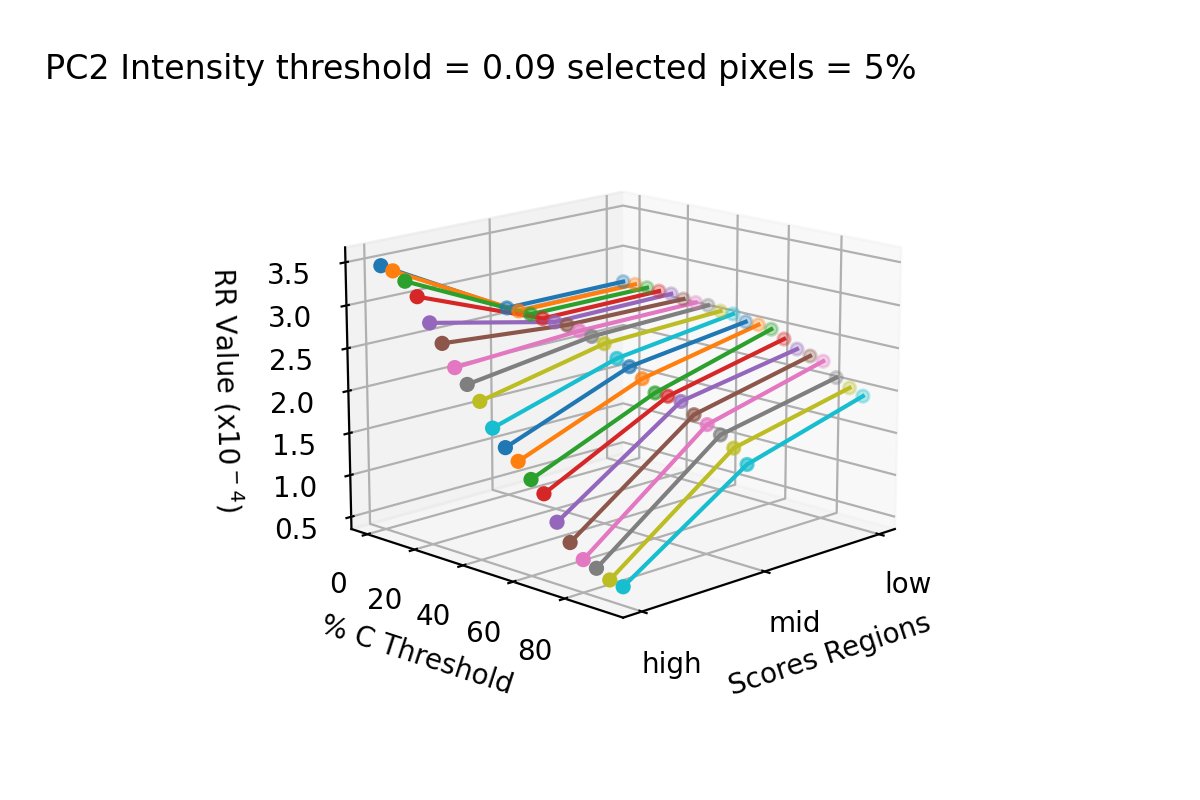 PC2 Intensity threshold = 0.09 selected pixels = 5%
RR Value (x10⁻⁴)
3.5
3.0
2.5
2.0
1.5
1.0
0.5
0
20
40
60
80
% C Threshold
low
mid
high
Scores Regions